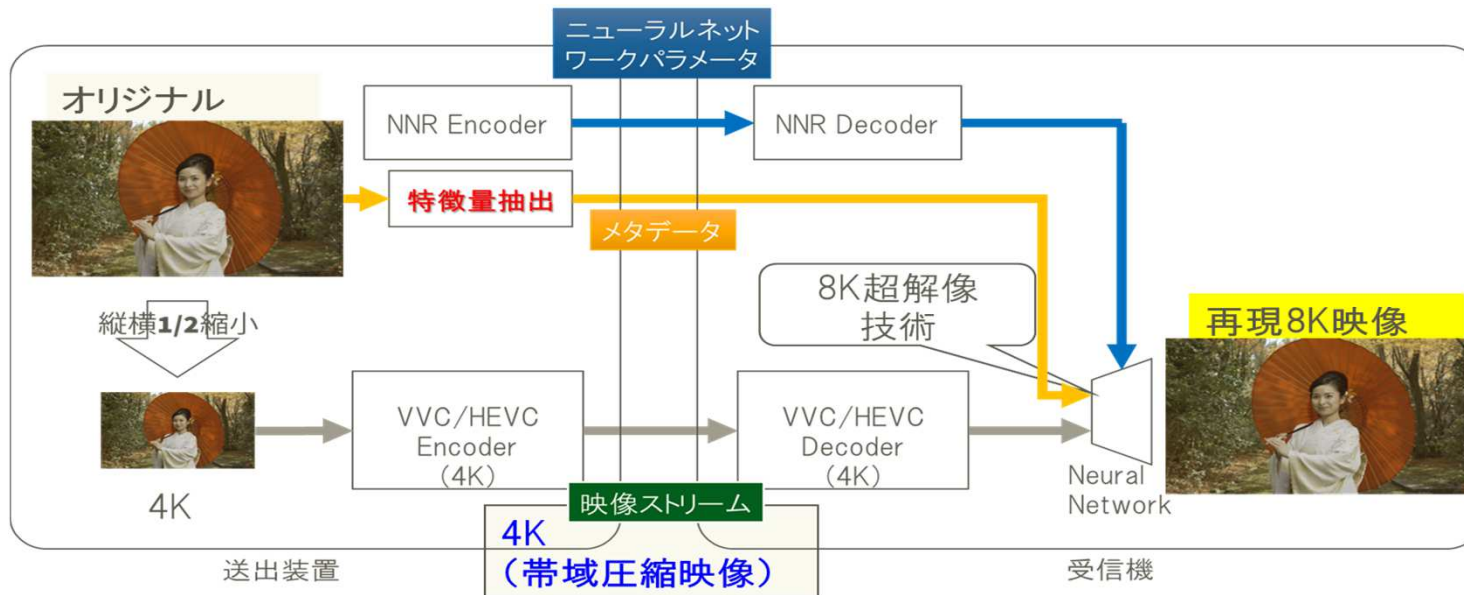 ニューラルネット
ワークパラメータ
オリジナル
NNR Encoder
NNR Decoder
特徴量抽出
メタデータ
8K超解像
技術
再現8K映像
縦横1/2縮小
VVC/HEVC
Encoder
(4K)
VVC/HEVC
Decoder
(4K)
Neural
Network
4K
映像ストリーム
4K
（帯域圧縮映像）
送出装置
受信機